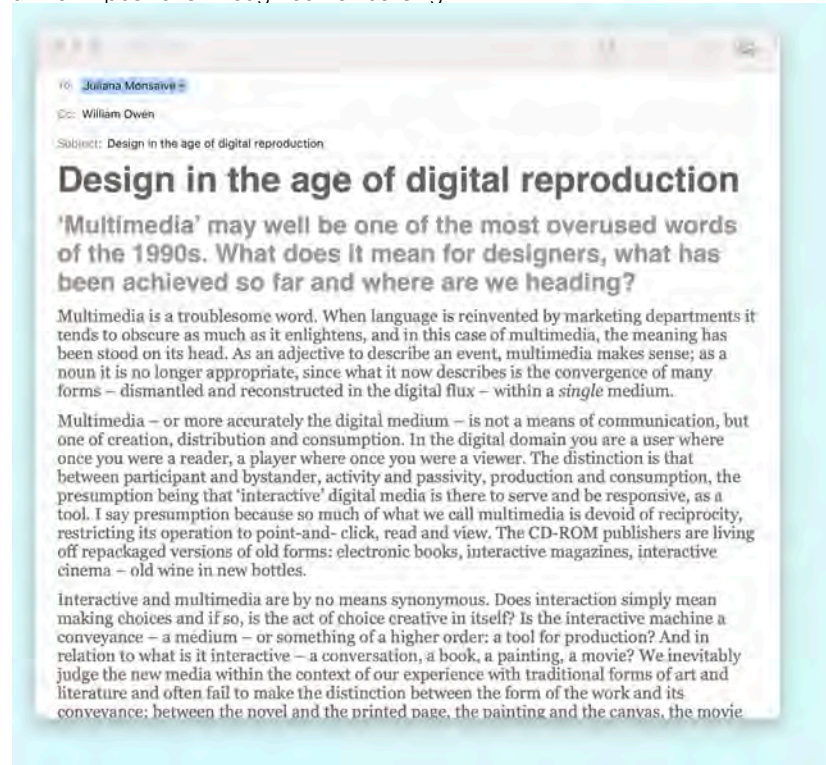 To: Juliana Monsalve
Cc: William Owen
Subject: Design in the age of digital reproduction
Design in the age of digital reproduction
'Multimedia' may well be one of the most overused words
of the 1990s. What does it mean for designers, what has
been achieved so far and where are we heading?
Multimedia is a troublesome word. When language is reinvented by marketing departments it
tends to obscure as much as it enlightens, and in this case of multimedia, the meaning has
been stood on its head. As an adjective to describe an event, multimedia makes sense; as a
noun it is no longer appropriate, since what it now describes is the convergence of many
forms – dismantled and reconstructed in the digital flux – within a single medium.
Multimedia – or more accurately the digital medium – is not a means of communication, but
one of creation, distribution and consumption. In the digital domain you are a user where
once you were a reader, a player where once you were a viewer. The distinction is that
between participant and bystander, activity and passivity, production and consumption, the
presumption being that 'interactive' digital media is there to serve and be responsive, as a
tool. I say presumption because so much of what we call multimedia is devoid of reciprocity,
restricting its operation to point-and- click, read and view. The CD-ROM publishers are living
off repackaged versions of old forms: electronic books, interactive magazines, interactive
cinema – old wine in new bottles.
Interactive and multimedia are by no means synonymous. Does interaction simply mean
making choices and if so, is the act of choice creative in itself? Is the interactive machine a
conveyance – a medium – or something of a higher order: a tool for production? And in
relation to what is it interactive – a conversation, a book, a painting, a movie? We inevitably
judge the new media within the context of our experience with traditional forms of art and
literature and often fail to make the distinction between the form of the work and its
conveyance: between the novel and the printed page, the painting and the canvas, the movie